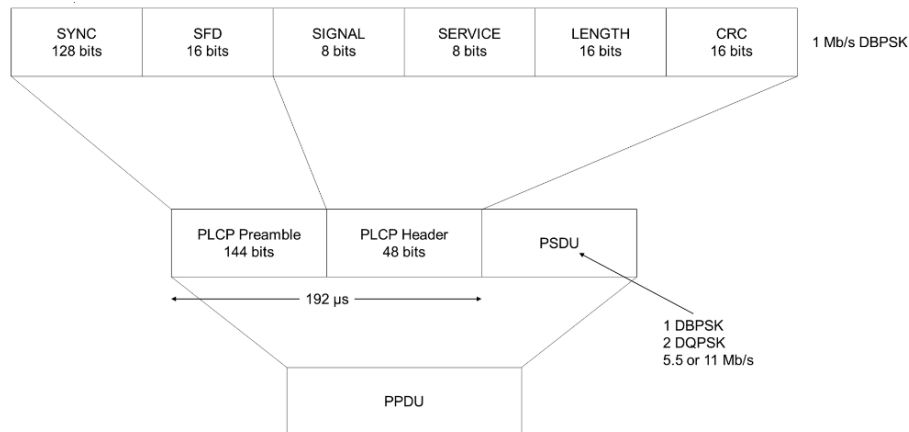 SYNC
128 bits
SFD
16 bits
SIGNAL
8 bits
SERVICE
8 bits
LENGTH
16 bits
CRC
16 bits
1 Mb/s DBPSK
PLCP Preamble
144 bits
PLCP Header
48 bits
PSDU
192 µs
1 DBPSK
2 DQPSK
5.5 or 11 Mb/s
PPDU